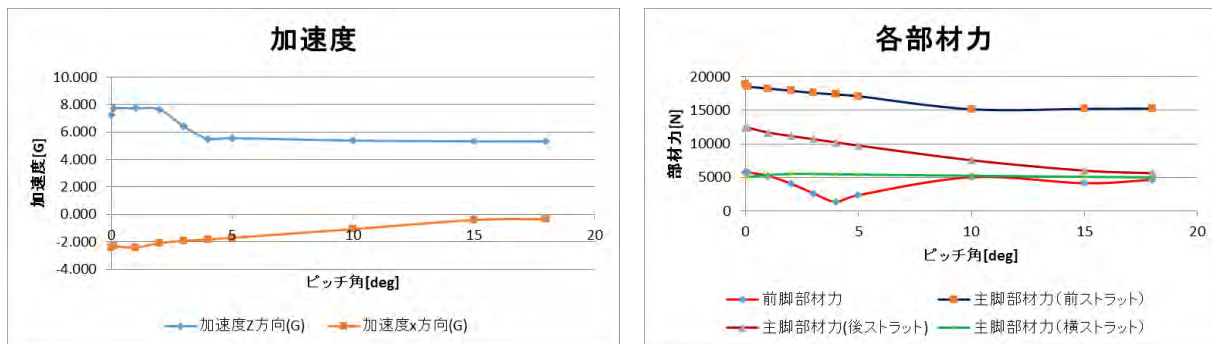 加速度
10.000
8.000
6.000
4.000
2.000
0.000
-2.000
-4.000
加速度[G]
0
5
10
15
20
ピッチ角[deg]
加速度Z方向(G)
加速度x方向(G)
各部材力
20000
15000
10000
5000
0
部材力[N]
0
5
10
15
20
ピッチ角[deg]
前脚部材力
主脚部材力(前ストラット)
主脚部材力(後ストラット)
主脚部材力(横ストラット)